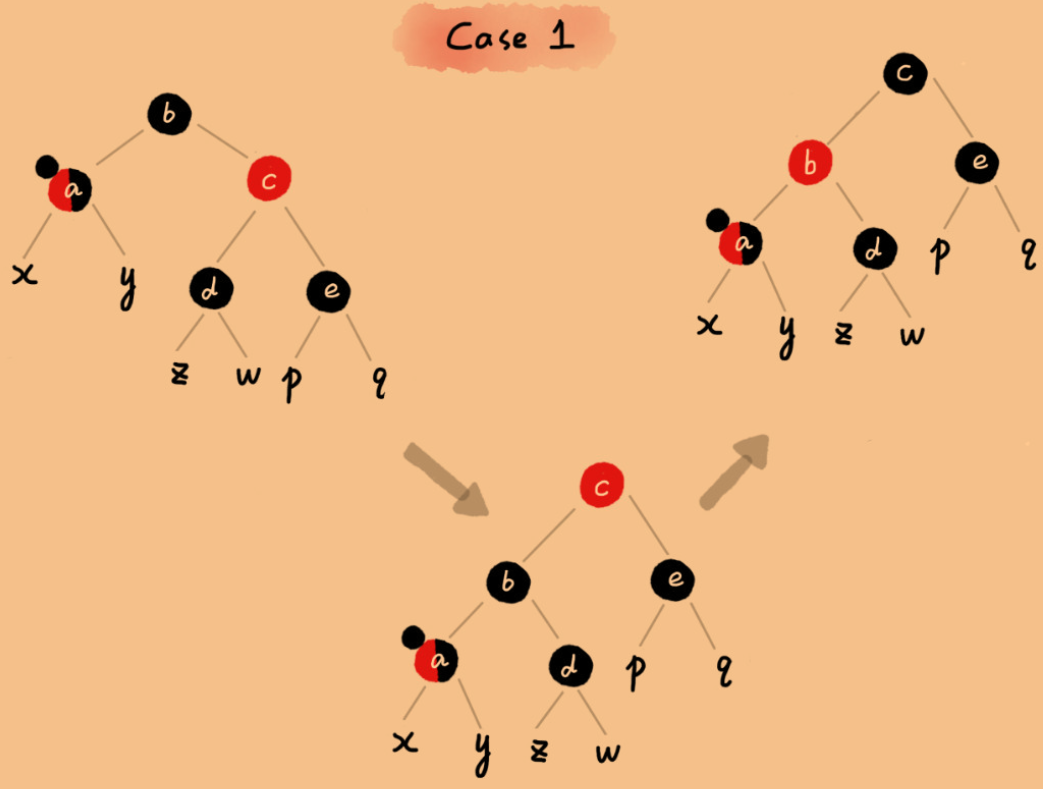 Case 1
b
a c
x y d e
z w p q
c
b e
a d p q
x y z w
c
b e
a d p q
x y z w